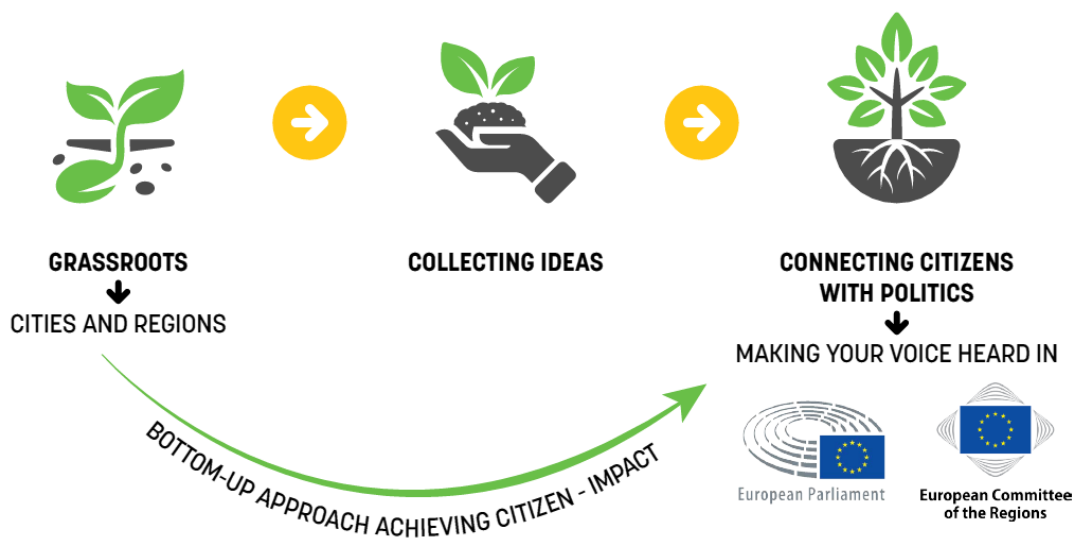 GRASSROOTS
CITIES AND REGIONS
COLLECTING IDEAS
CONNECTING CITIZENS
WITH POLITICS
MAKING YOUR VOICE HEARD IN
BOTTOM-UP APPROACH ACHIEVING CITIZEN - IMPACT
European Parliament
European Committee
of the Regions